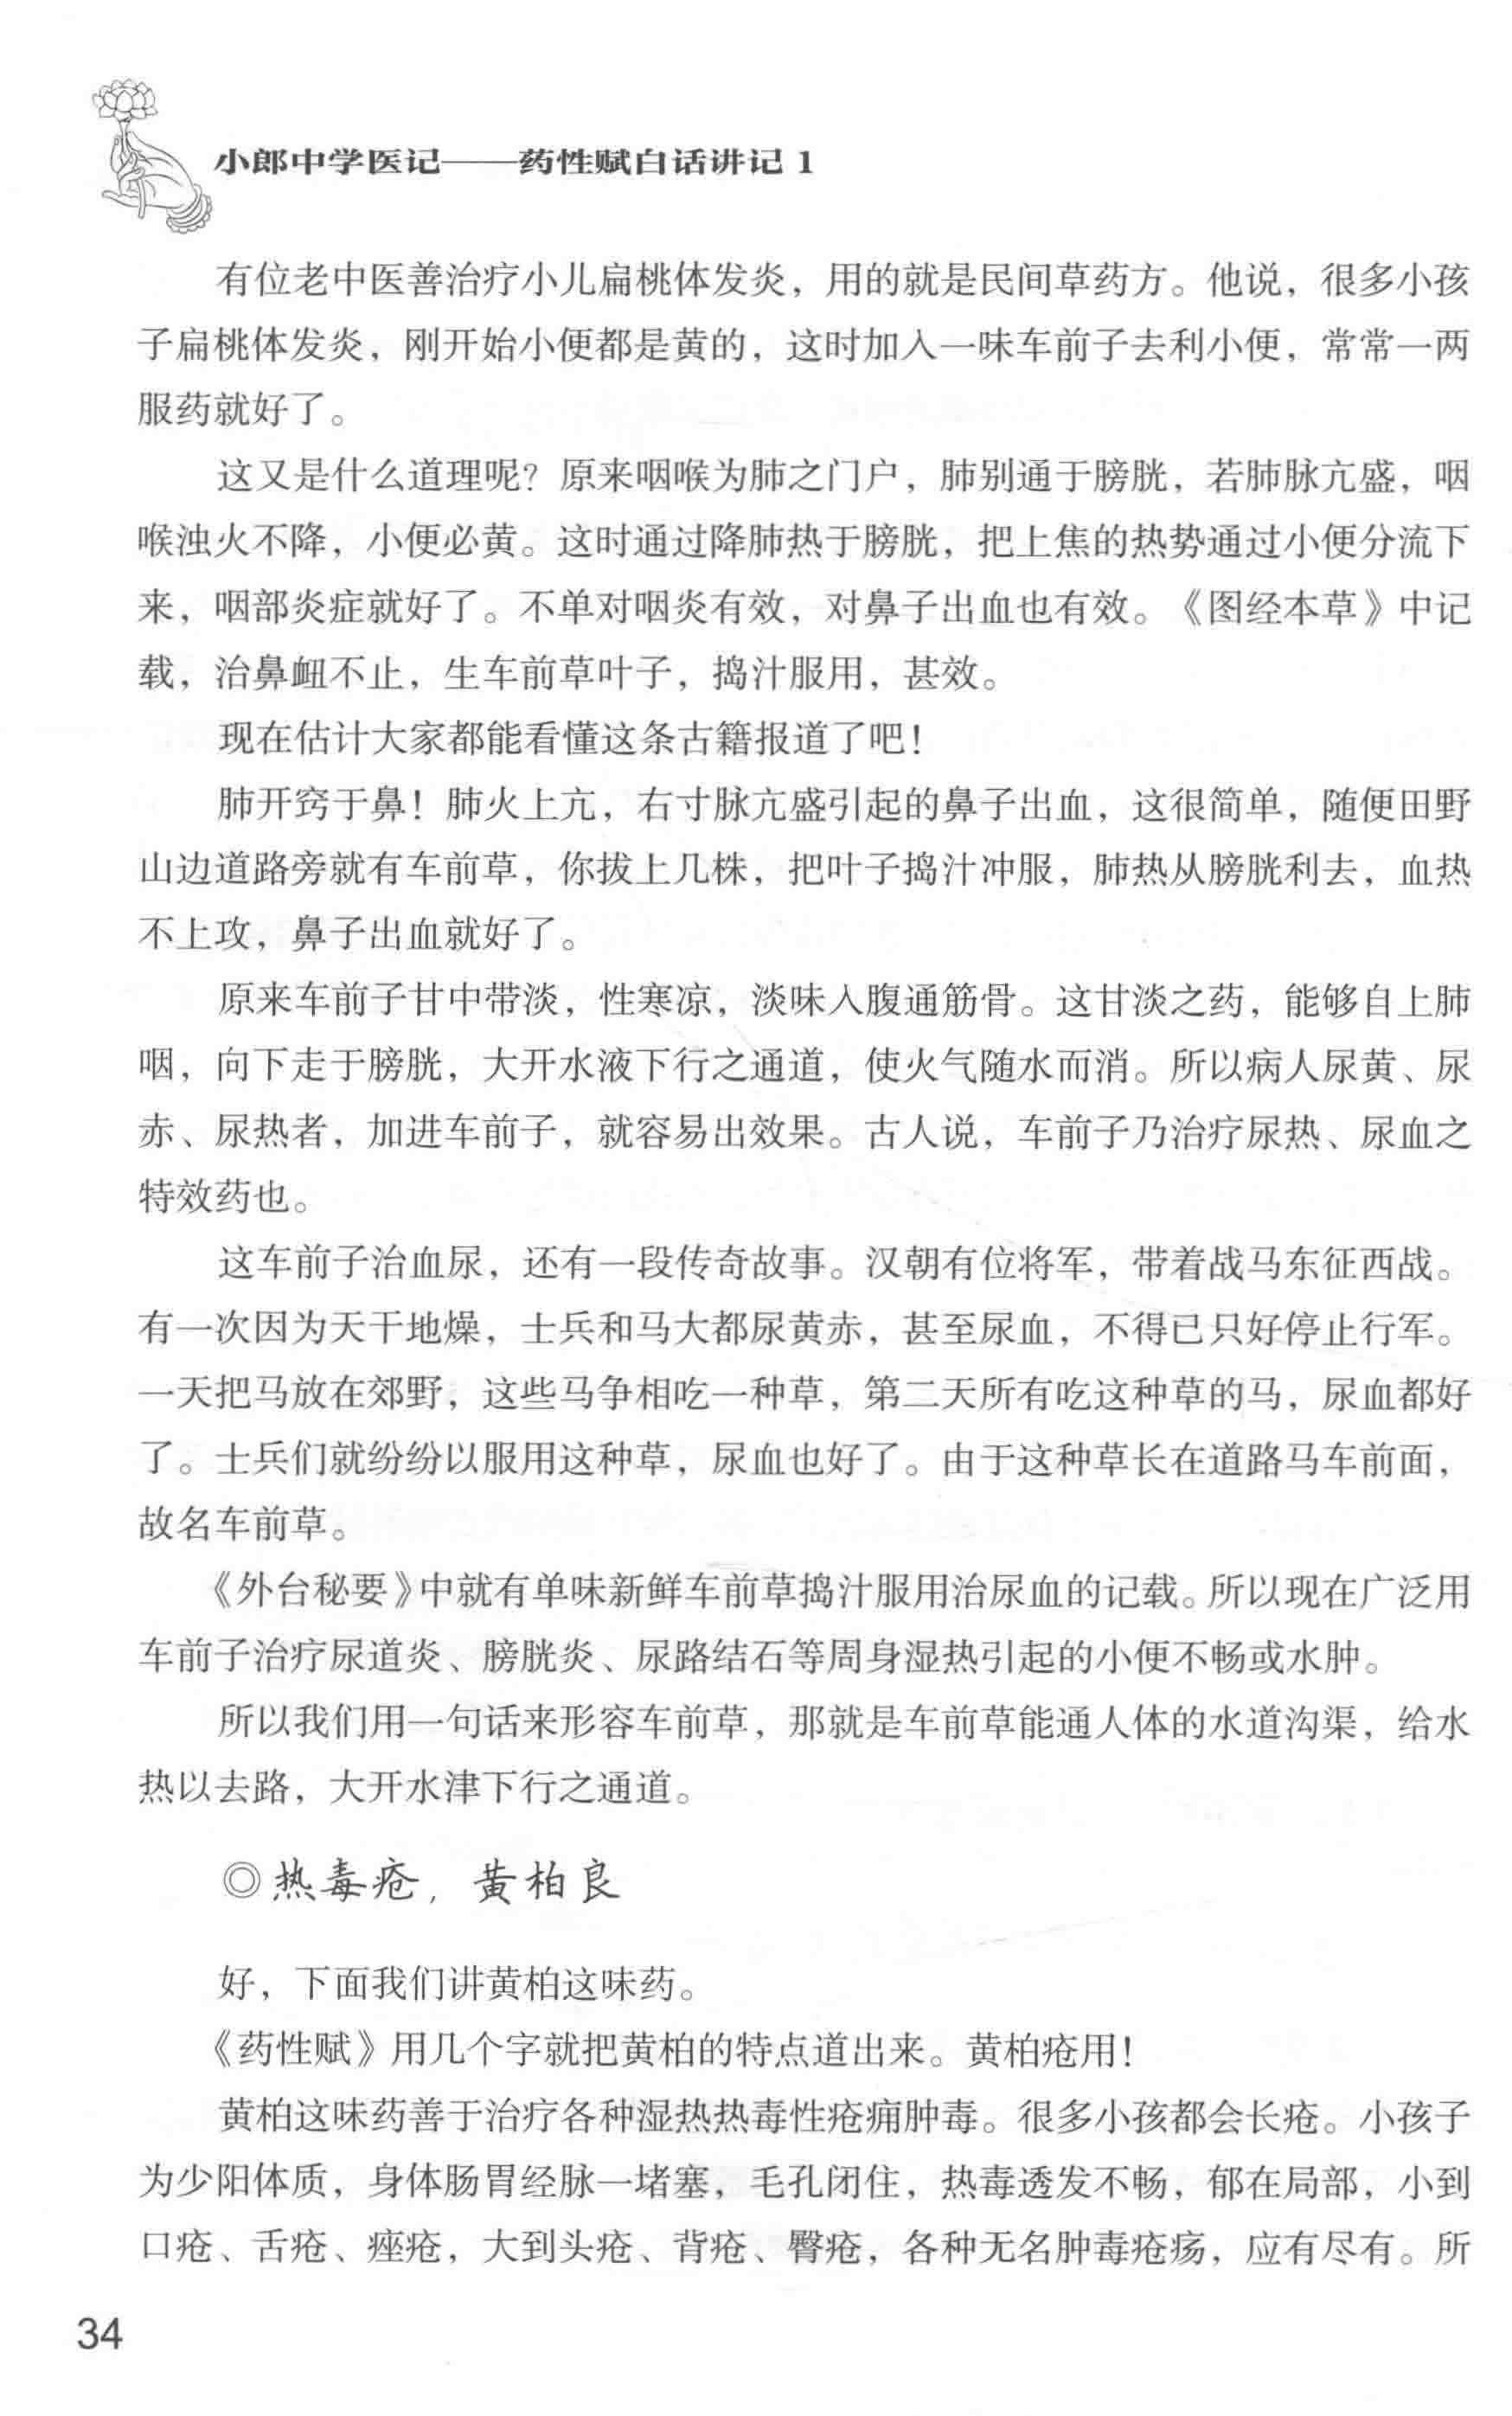 小郎中学医记——药性赋白话讲记 1
有位老中医善治疗小儿扁桃体发炎，用的就是民间草药方。他说，很多小孩
子扁桃体发炎，刚开始小便都是黄的，这时加入一味车前子去利小便，常常一两
服药就好了。
这又是什么道理呢？原来咽喉为肺之门户，肺别通于膀胱，若肺脉亢盛，咽
喉浊火不降，小便必黄。这时通过降肺热于膀胱，把上焦的热势通过小便分流下
来，咽部炎症就好了。不单对咽炎有效，对鼻子出血也有效。《图经本草》中记
载，治鼻衄不止，生车前草叶子，捣汁服用，甚效。
现在估计大家都能看懂这条古籍报道了吧！
肺开窍于鼻！肺火上亢，右寸脉亢盛引起的鼻子出血，这很简单，随便田野
山边道路旁就有车前草，你拔上几株，把叶子捣汁冲服，肺热从膀胱利去，血热
不上攻，鼻子出血就好了。
原来车前子甘中带淡，性寒凉，淡味入腹通筋骨。这甘淡之药，能够自上肺
咽，向下走于膀胱，大开水液下行之通道，使火气随水而消。所以病人尿黄、尿
赤、尿热者，加进车前子，就容易出效果。古人说，车前子乃治疗尿热、尿血之
特效药也。
这车前子治血尿，还有一段传奇故事。汉朝有位将军，带着战马东征西战。
有一次因为天干地燥，士兵和马大都尿黄赤，甚至尿血，不得已只好停止行军。
一天把马放在郊野，这些马争相吃一种草，第二天所有吃这种草的马，尿血都好
了。士兵们就纷纷以服用这种草，尿血也好了。由于这种草长在道路马车前面，
故名车前草。
《外台秘要》中就有单味新鲜车前草捣汁服用治尿血的记载。所以现在广泛用
车前子治疗尿道炎、膀胱炎、尿路结石等周身湿热引起的小便不畅或水肿。
所以我们用一句话来形容车前草，那就是车前草能通人体的水道沟渠，给水
热以去路，大开水津下行之通道。
◎热毒疮，黄柏良
好，下面我们讲黄柏这味药。
《药性赋》用几个字就把黄柏的特点道出来。黄柏疮用！
黄柏这味药善于治疗各种湿热热毒性疮痈肿毒。很多小孩都会长疮。小孩子
为少阳体质，身体肠胃经脉一堵塞，毛孔闭住，热毒透发不畅，郁在局部，小到
口疮、舌疮、痤疮，大到头疮、背疮、臀疮，各种无名肿毒疮疡，应有尽有。所
34